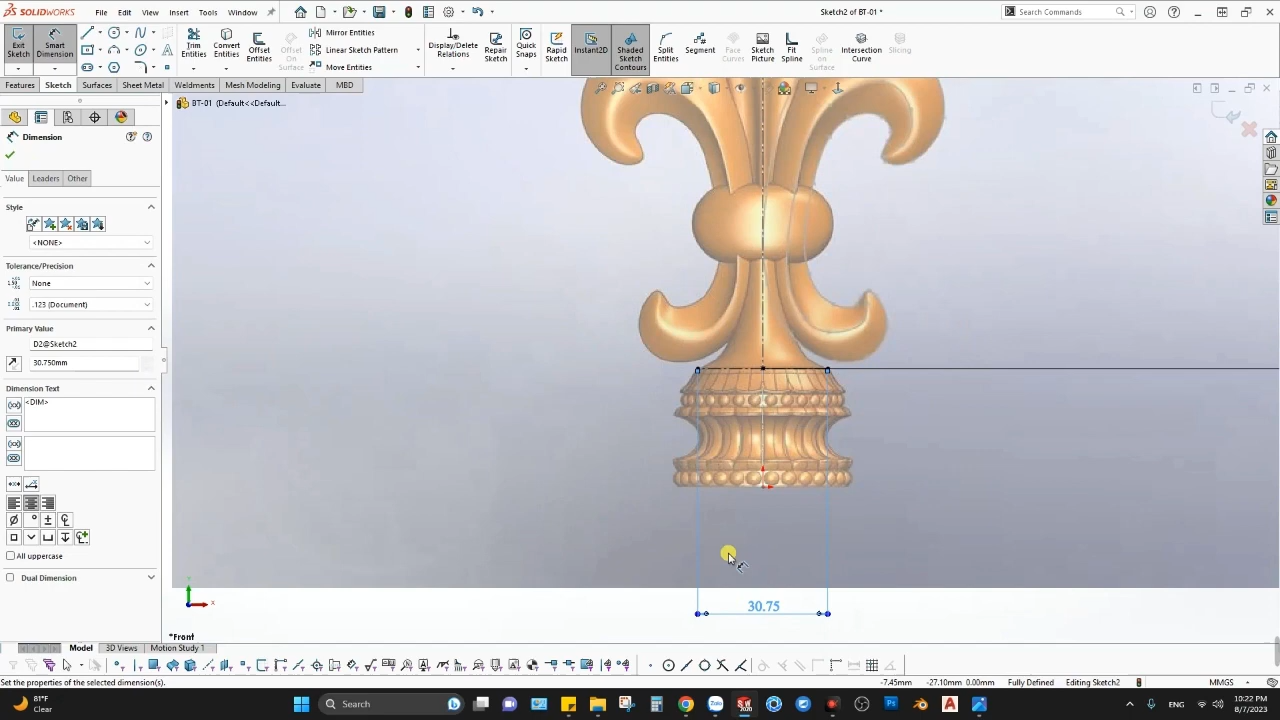 SOLIDWORKS
File
Edit
View
Insert
Tools
Window
Sketch2 of BT-01 *
Search Commands
Exit Sketch
Smart Dimension
Trim Entities
Convert Entities
Offset Entities
Offset On Surface
Mirror Entities
Linear Sketch Pattern
Move Entities
Display/Delete Relations
Repair Sketch
Quick Snaps
Rapid Sketch
Instant2D
Shaded Sketch Contours
Split Entities
Segment
Face Curves
Sketch Picture
Fit Spline
Spline on Surface
Intersection Curve
Slicing
Features
Sketch
Surfaces
Sheet Metal
Weldments
Mesh Modeling
Evaluate
MBD
BT-01 (Default<<Default...
Dimension
Value
Leaders
Other
Style
<NONE>
Tolerance/Precision
None
.123 (Document)
Primary Value
D2@Sketch2
30.750mm
Dimension Text
<DIM>
All uppercase
Dual Dimension
30.75
Y
X
*Front
Model
3D Views
Motion Study 1
Set the properties of the selected dimension(s).
-7.45mm
-27.10mm 0.00mm
Fully Defined
Editing Sketch2
MMGS
81°F
Clear
Search
ENG
10:22 PM
8/7/2023